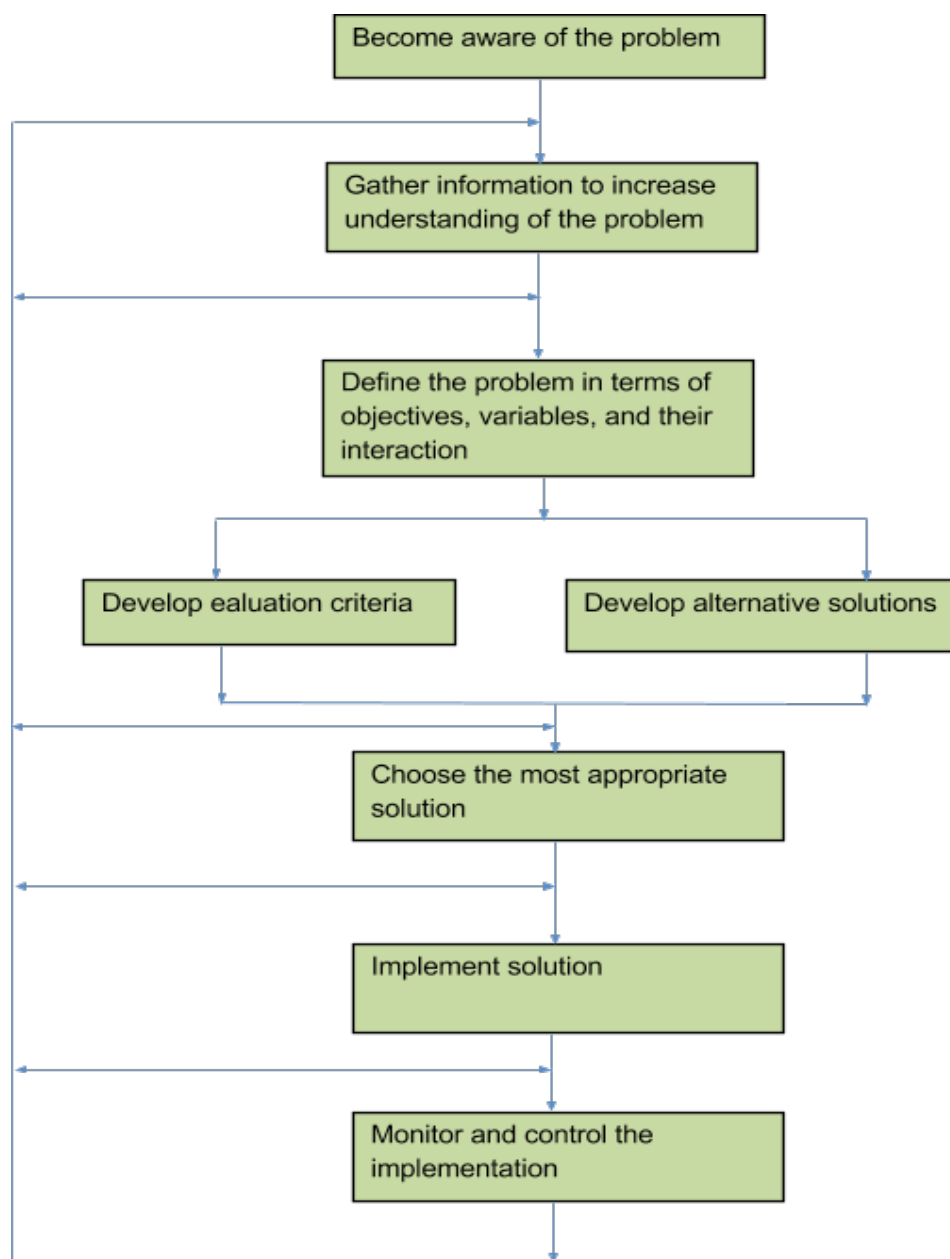 Become aware of the problem
Gather information to increase
understanding of the problem
Define the problem in terms of
objectives, variables, and their
interaction
Develop ealuation criteria
Develop alternative solutions
Choose the most appropriate
solution
Implement solution
Monitor and control the
implementation